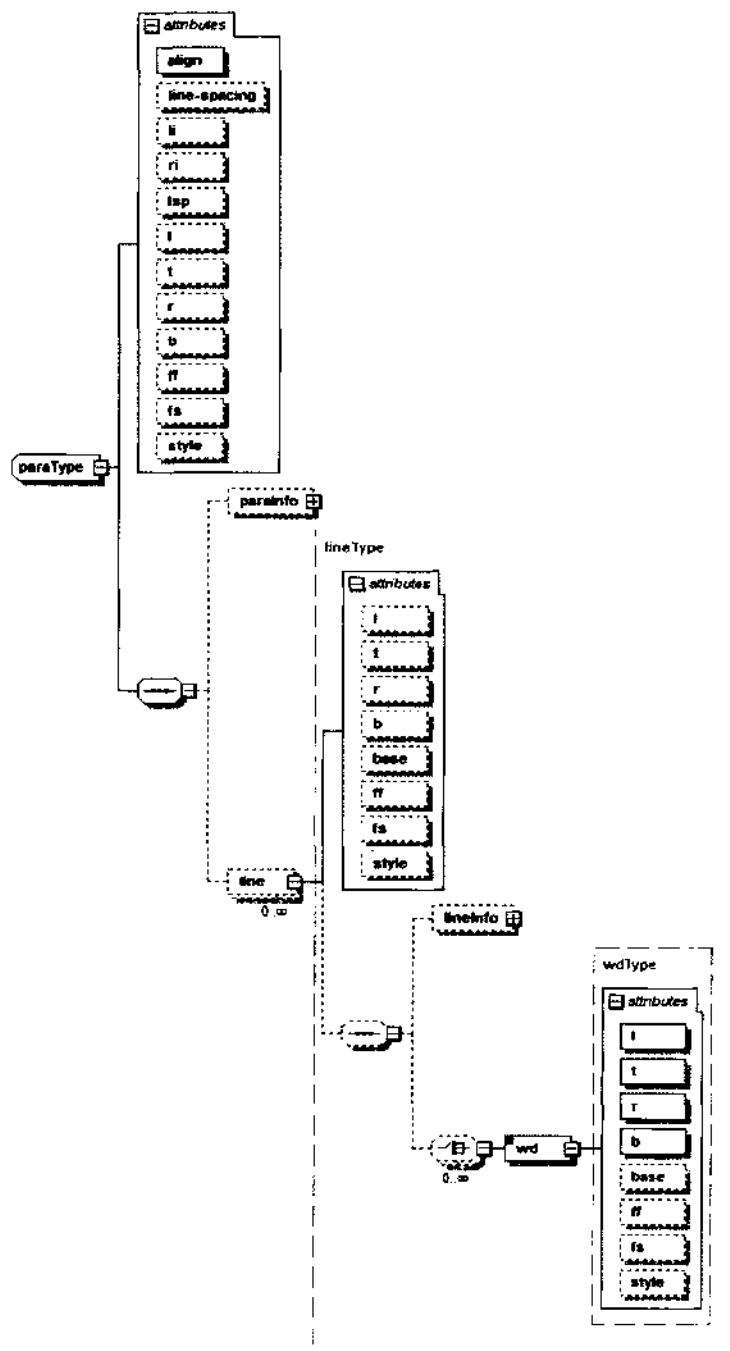 attributes
align
line-spacing
li
ri
lsp
l
t
r
b
ff
fs
style
paraType
paraInfo
lineType
attributes
l
t
r
b
base
ff
fs
style
line
0..∞
lineInfo
wdType
attributes
l
t
r
b
wd
0..∞
base
ff
fs
style